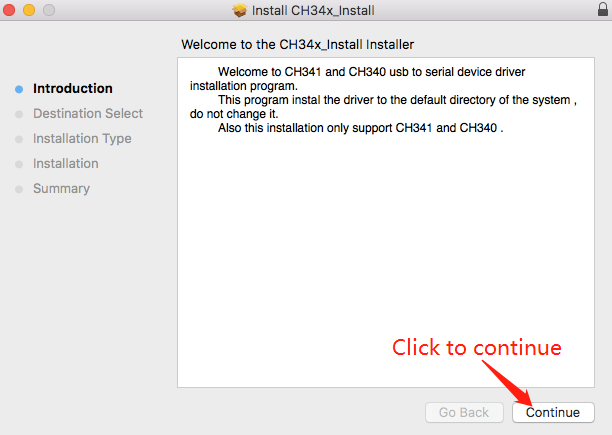 Install CH34x_Install
Welcome to the CH34x_Install Installer
Introduction
Destination Select
Installation Type
Installation
Summary
Welcome to CH341 and CH340 usb to serial device driver
installation program.
This program instal the driver to the default directory of the system ,
do not change it.
Also this installation only support CH341 and CH340 .
Click to continue
Go Back
Continue